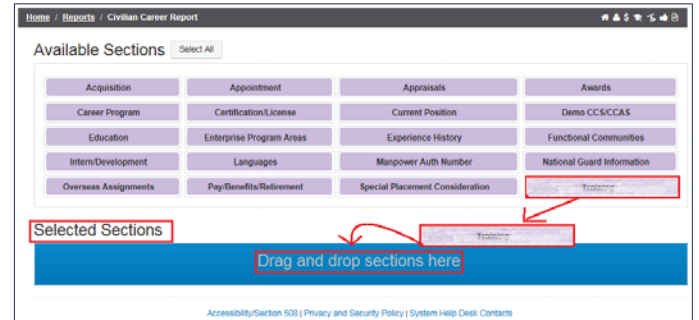 Home / Reports / Civilian Career Report
Available Sections Select All
Acquisition Appointment Appraisals Awards
Career Program Certification/License Current Position Demo CCS/CCAS
Education Enterprise Program Areas Experience History Functional Communities
Intern/Development Languages Manpower Auth Number National Guard Information
Overseas Assignments Pay/Benefits/Retirement Special Placement Consideration Training
Selected Sections Training
Drag and drop sections here
Accessibility/Section 508 | Privacy and Security Policy | System Help Desk Contacts